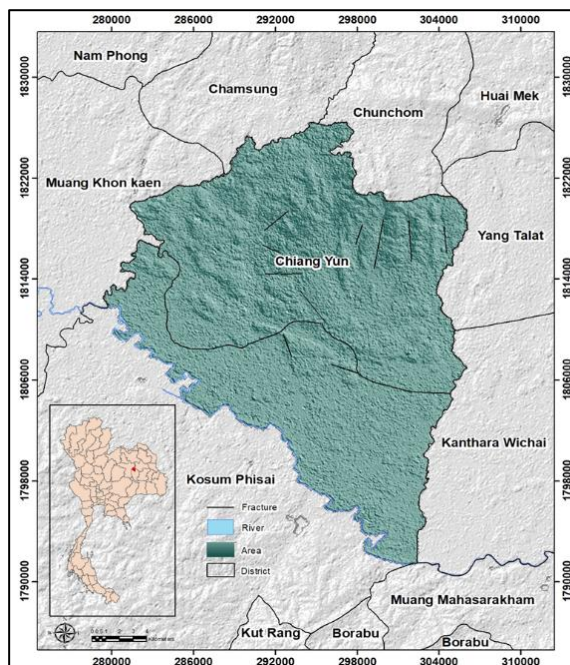 280000 286000 292000 298000 304000 310000
1830000
1822000
1814000
1806000
1798000
1790000
Nam Phong
Chamsung
Huai Mek
Chunchom
Muang Khon kaen
Yang Talat
Chiang Yun
Kanthara Wichai
Kosum Phisai
Fracture
River
Area
District
Muang Mahasarakham
Kut Rang
Borabu
Borabu
280000 286000 292000 298000 304000 310000